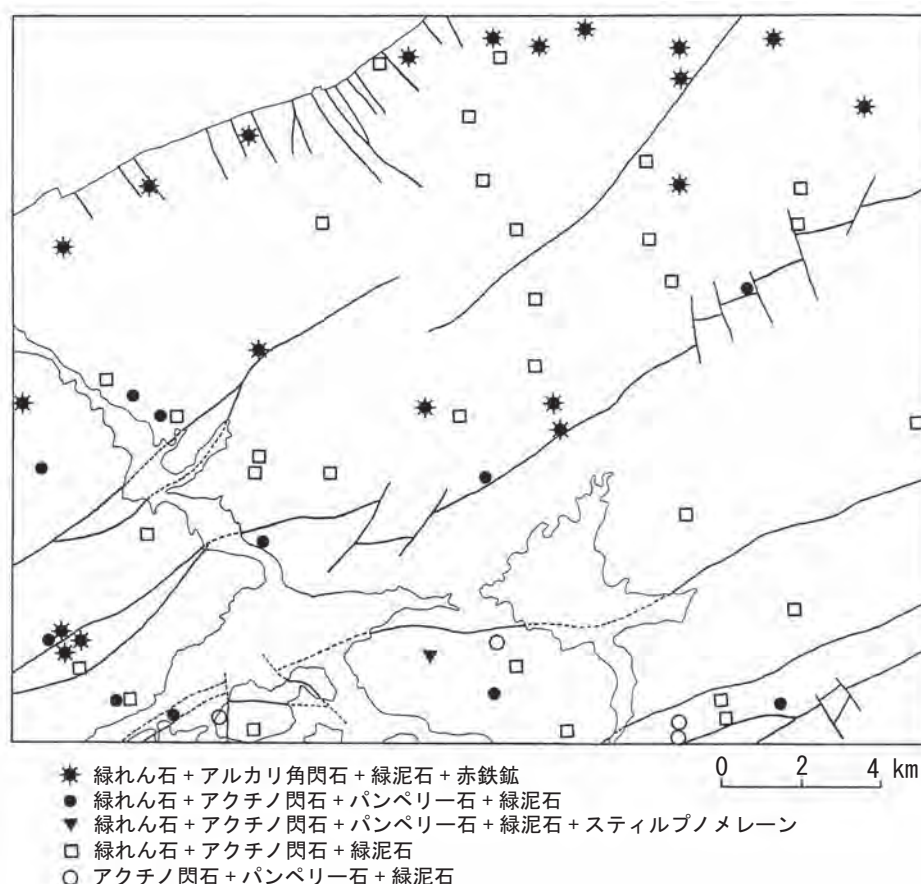 0 2 4 km
緑れん石 + アルカリ角閃石 + 緑泥石 + 赤鉄鉱
緑れん石 + アクチノ閃石 + パンペリー石 + 緑泥石
緑れん石 + アクチノ閃石 + パンペリー石 + 緑泥石 + スティルプノメレーン
緑れん石 + アクチノ閃石 + 緑泥石
アクチノ閃石 + パンペリー石 + 緑泥石